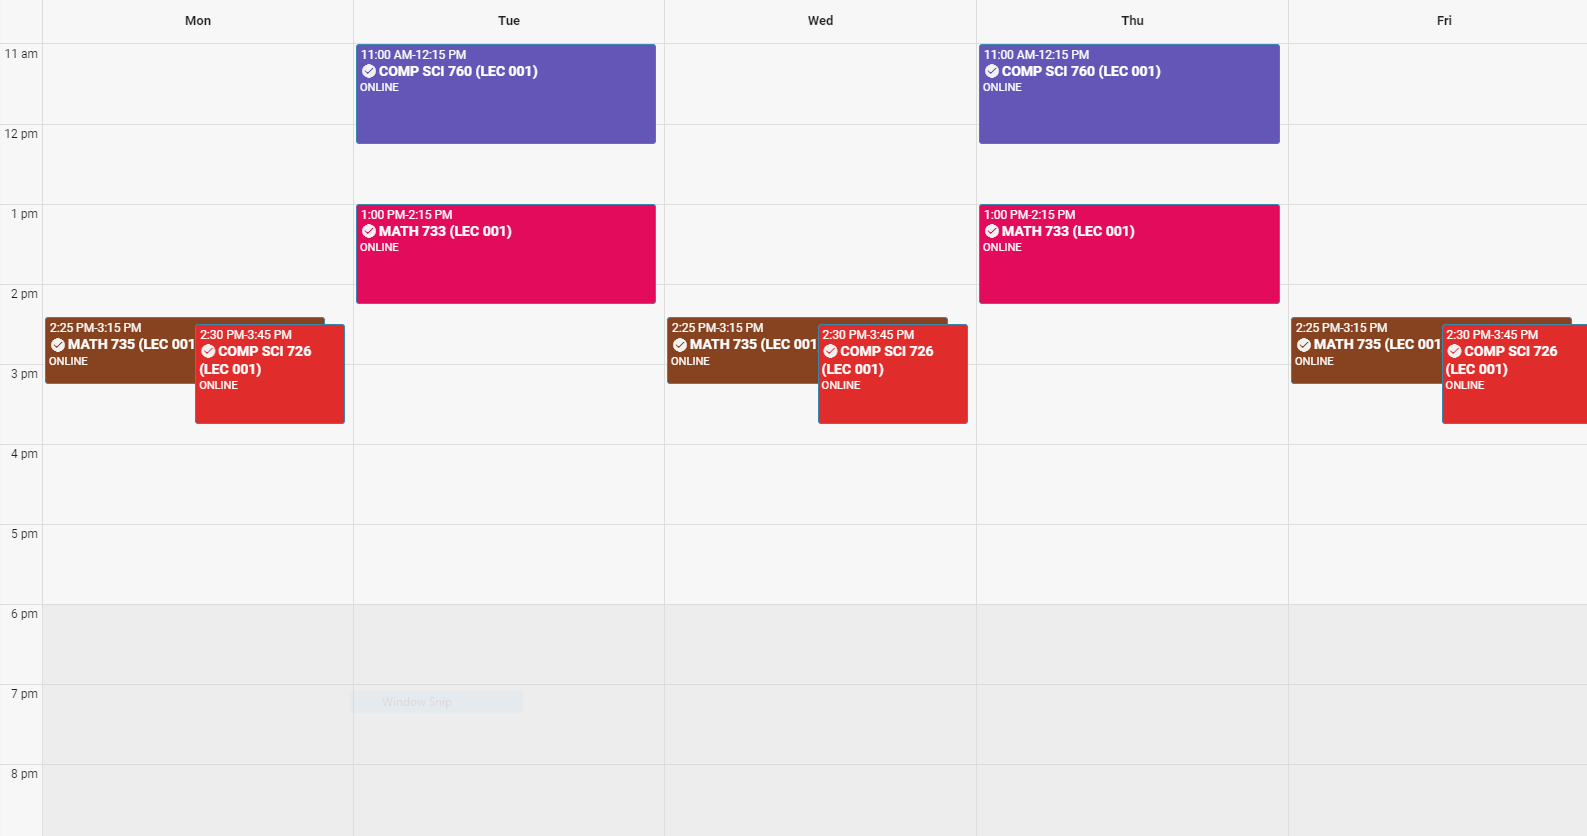 Mon Tue Wed Thu Fri
11 am
11:00 AM-12:15 PM
COMP SCI 760 (LEC 001)
ONLINE
11:00 AM-12:15 PM
COMP SCI 760 (LEC 001)
ONLINE
12 pm
1 pm
1:00 PM-2:15 PM
MATH 733 (LEC 001)
ONLINE
1:00 PM-2:15 PM
MATH 733 (LEC 001)
ONLINE
2 pm
2:25 PM-3:15 PM
MATH 735 (LEC 001
ONLINE
2:30 PM-3:45 PM
COMP SCI 726
(LEC 001)
ONLINE
2:25 PM-3:15 PM
MATH 735 (LEC 001
ONLINE
2:30 PM-3:45 PM
COMP SCI 726
(LEC 001)
ONLINE
2:25 PM-3:15 PM
MATH 735 (LEC 001
ONLINE
2:30 PM-3:45 PM
COMP SCI 726
(LEC 001)
ONLINE
3 pm
4 pm
5 pm
6 pm
7 pm
Window Snip
8 pm